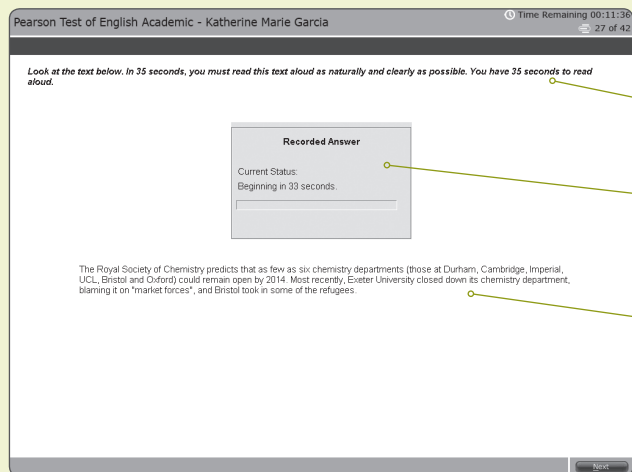 Pearson Test of English Academic - Katherine Marie Garcia
Time Remaining 00:11:36
27 of 42
Look at the text below. In 35 seconds, you must read this text aloud as naturally and clearly as possible. You have 35 seconds to read
aloud.
Recorded Answer
Current Status:
Beginning in 33 seconds.
The Royal Society of Chemistry predicts that as few as six chemistry departments (those at Durham, Cambridge, Imperial,
UCL, Bristol and Oxford) could remain open by 2014. Most recently, Exeter University closed down its chemistry department,
blaming it on "market forces", and Bristol took in some of the refugees.
Next